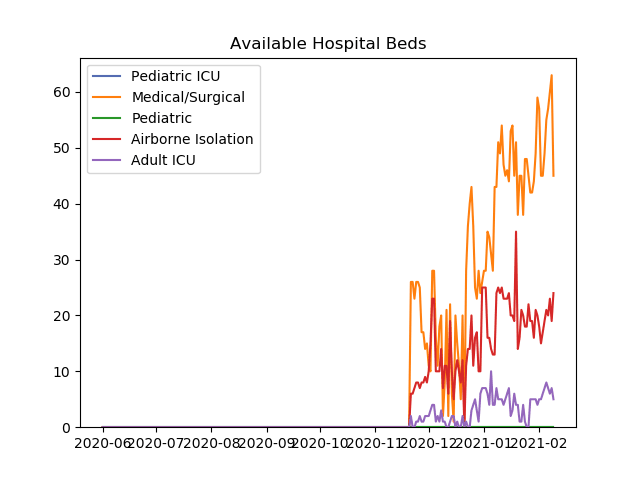 Available Hospital Beds
Pediatric ICU
Medical/Surgical
Pediatric
Airborne Isolation
Adult ICU
60
50
40
30
20
10
0
2020-06 2020-07 2020-08 2020-09 2020-10 2020-11 2020-12 2021-01 2021-02